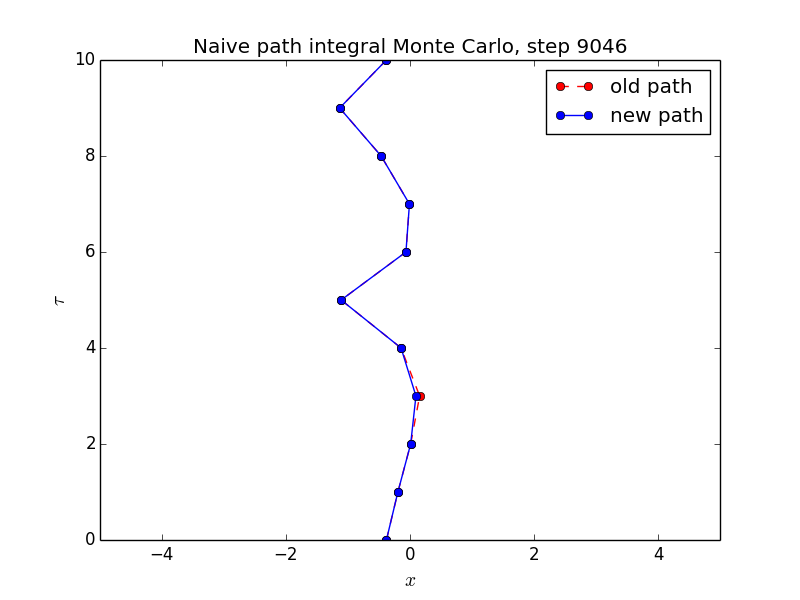 Naive path integral Monte Carlo, step 9046
old path
new path
10
8
6
4
2
0
τ
−4 −2 0 2 4
x